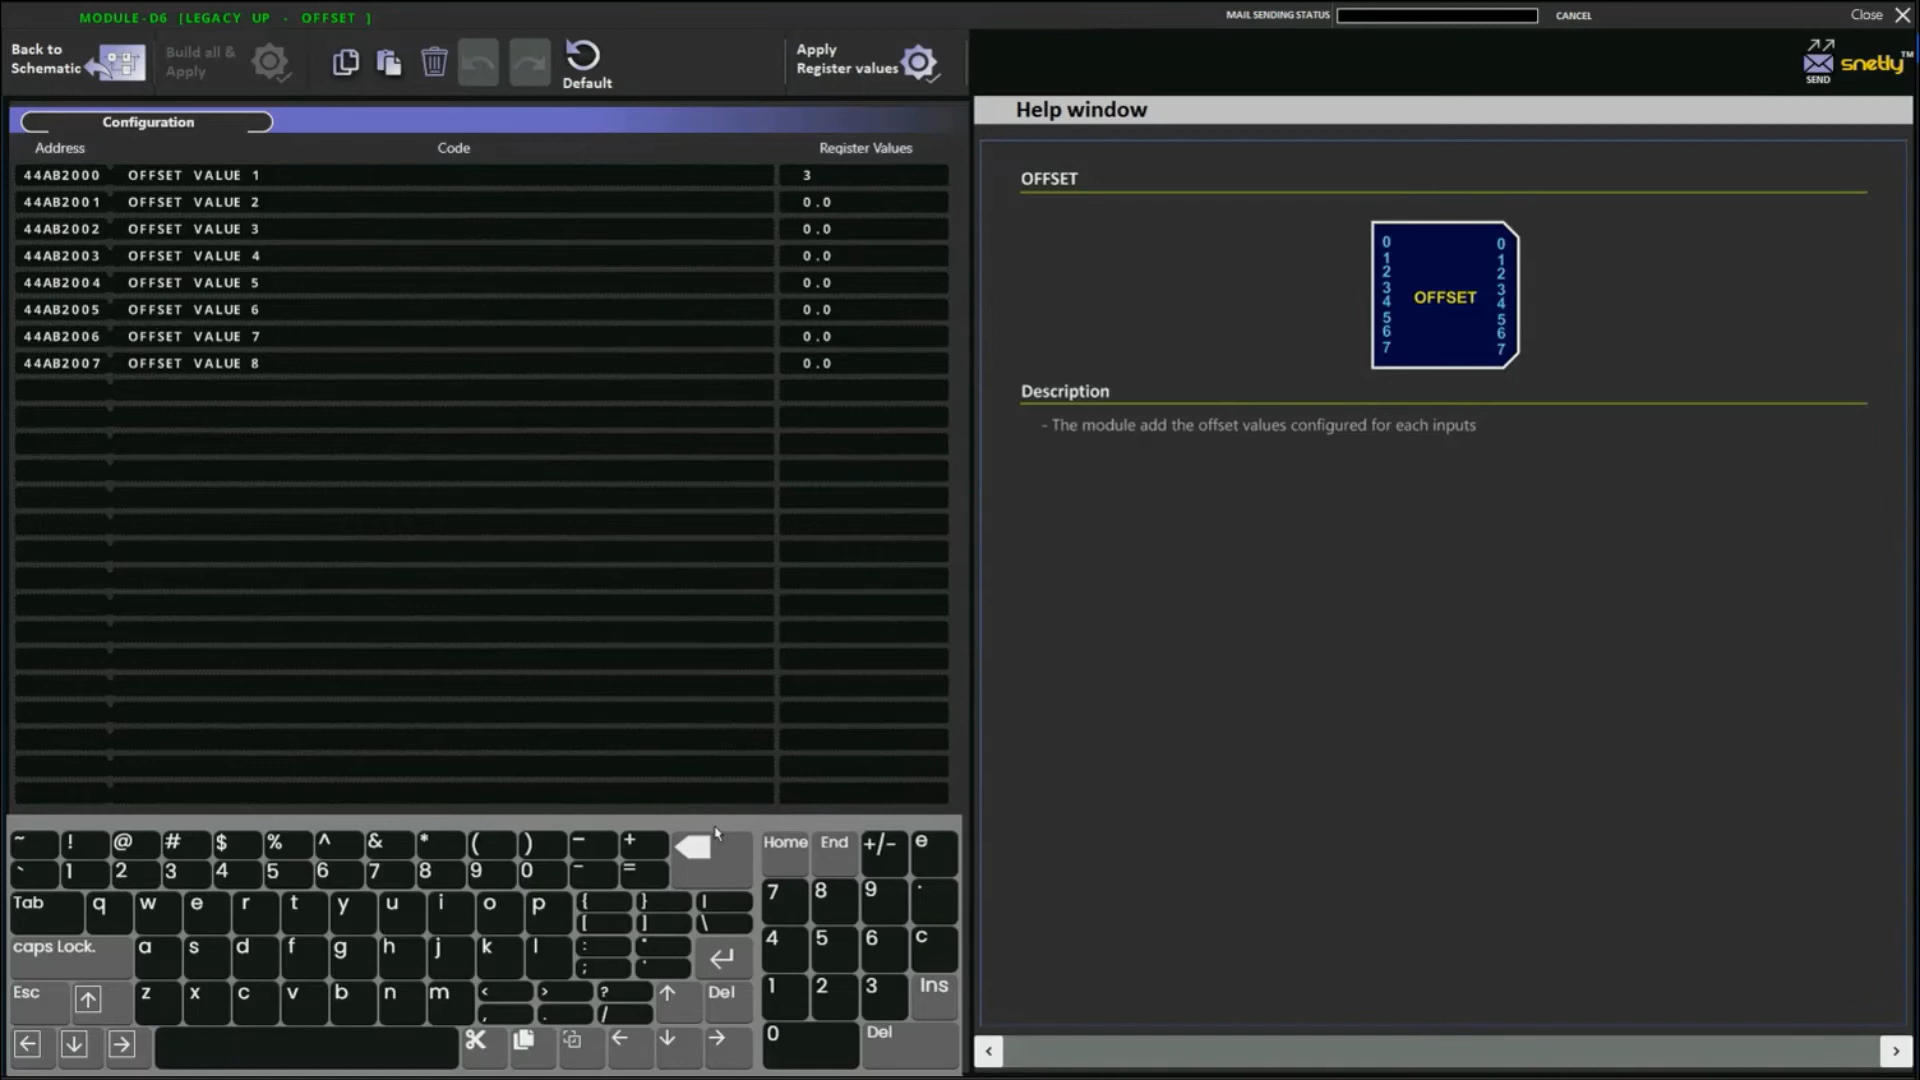 MODULE-D6 [LEGACY UP - OFFSET ]
MAIL SENDING STATUS
CANCEL
Close
Back to
Schematic
Build all &
Apply
Default
Apply
Register values
SEND
snetly™
Configuration
Address Code Register Values
44AB2000 OFFSET VALUE 1 3
44AB2001 OFFSET VALUE 2 0.0
44AB2002 OFFSET VALUE 3 0.0
44AB2003 OFFSET VALUE 4 0.0
44AB2004 OFFSET VALUE 5 0.0
44AB2005 OFFSET VALUE 6 0.0
44AB2006 OFFSET VALUE 7 0.0
44AB2007 OFFSET VALUE 8 0.0
Help window
OFFSET
0 0
1 1
2 2
3 3
4 OFFSET 4
5 5
6 6
7 7
Description
- The module add the offset values configured for each inputs
~ ! @ # $ % ^ & * ( ) – + Home End +/- e
` 1 2 3 4 5 6 7 8 9 0 - = 7 8 9 .
Tab q w e r t y u i o p { } |
[ ] \
caps Lock. a s d f g h j k l : " 4 5 6 c
; '
Esc z x c v b n m < > ? Del 1 2 3 Ins
, . /
0 Del